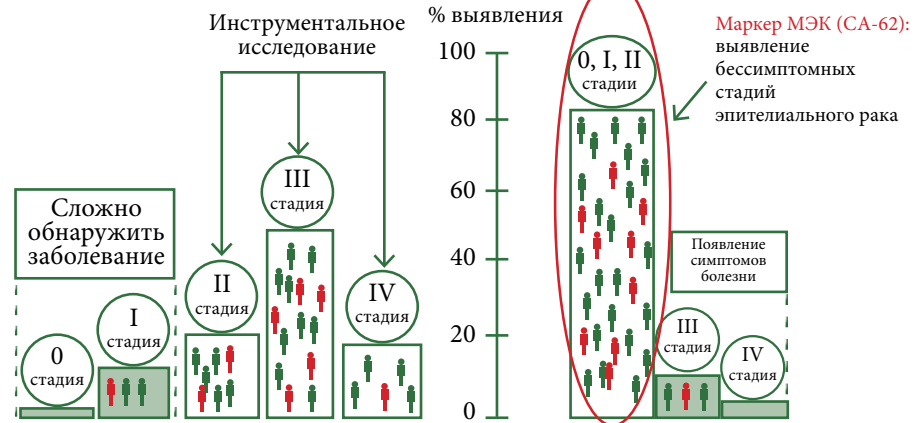 Инструментальное
исследование
% выявления
Маркер МЭК (СА-62):
выявление
бессимптомных
стадий
эпителиального рака
100
80
60
40
20
0
Сложно
обнаружить
заболевание
0
стадия
I
стадия
II
стадия
III
стадия
IV
стадия
0, I, II
стадии
Появление
симптомов
болезни
III
стадия
IV
стадия